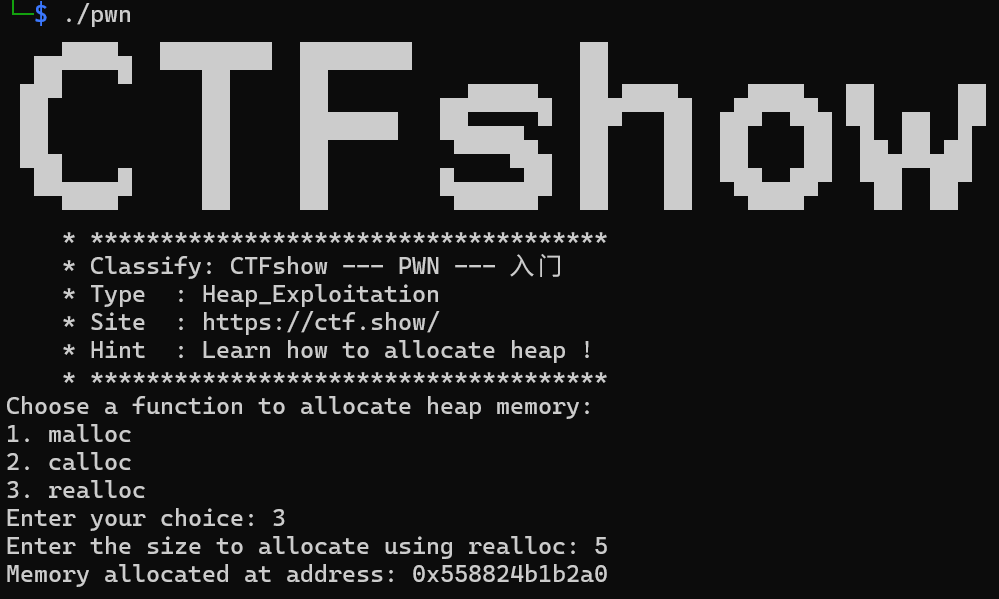 └─$ ./pwn
CTFshow
* *************************************
* Classify: CTFshow --- PWN --- 入门
* Type  : Heap_Exploitation
* Site  : https://ctf.show/
* Hint  : Learn how to allocate heap !
* *************************************
Choose a function to allocate heap memory:
1. malloc
2. calloc
3. realloc
Enter your choice: 3
Enter the size to allocate using realloc: 5
Memory allocated at address: 0x558824b1b2a0